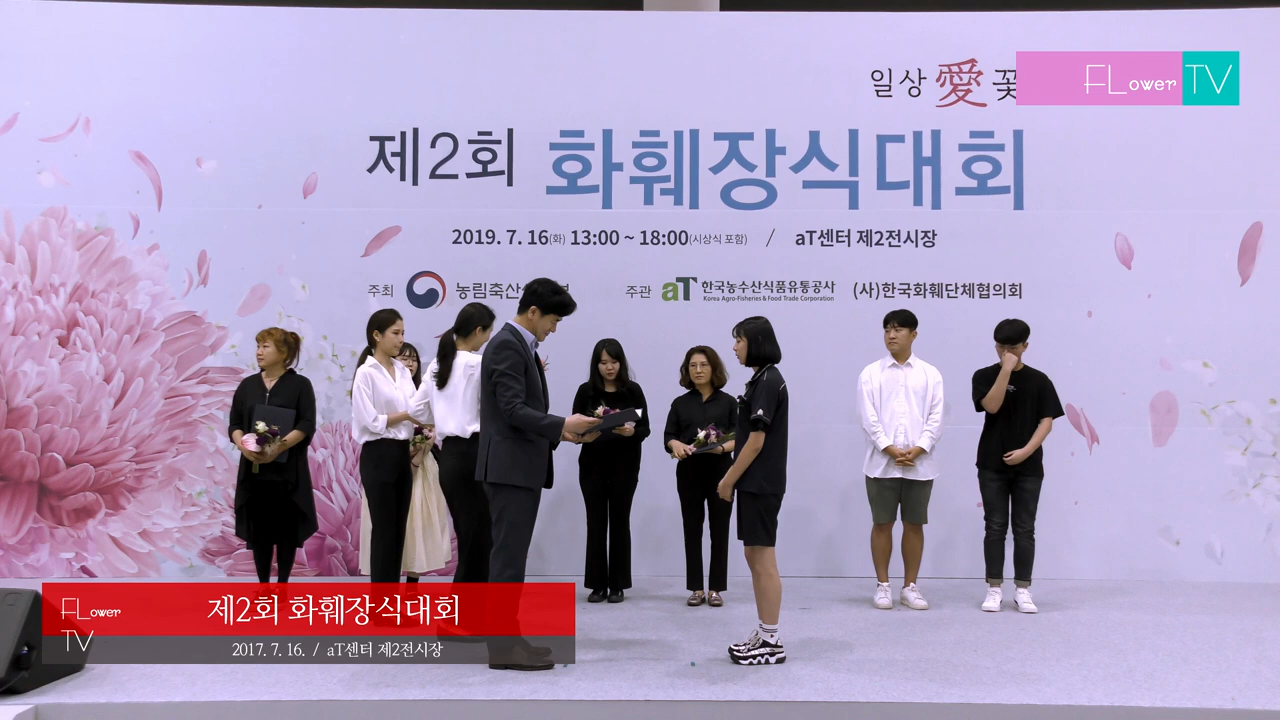 일상 愛 꽃
FLower TV
제2회 화훼장식대회
2019. 7. 16(화) 13:00 ~ 18:00(시상식 포함) / aT센터 제2전시장
주최 농림축산 주관 aT 한국농수산식품유통공사 (사)한국화훼단체협의회
Korea Agro-Fisheries & Food Trade Corporation
FLower TV
제2회 화훼장식대회
2017. 7. 16. / aT센터 제2전시장